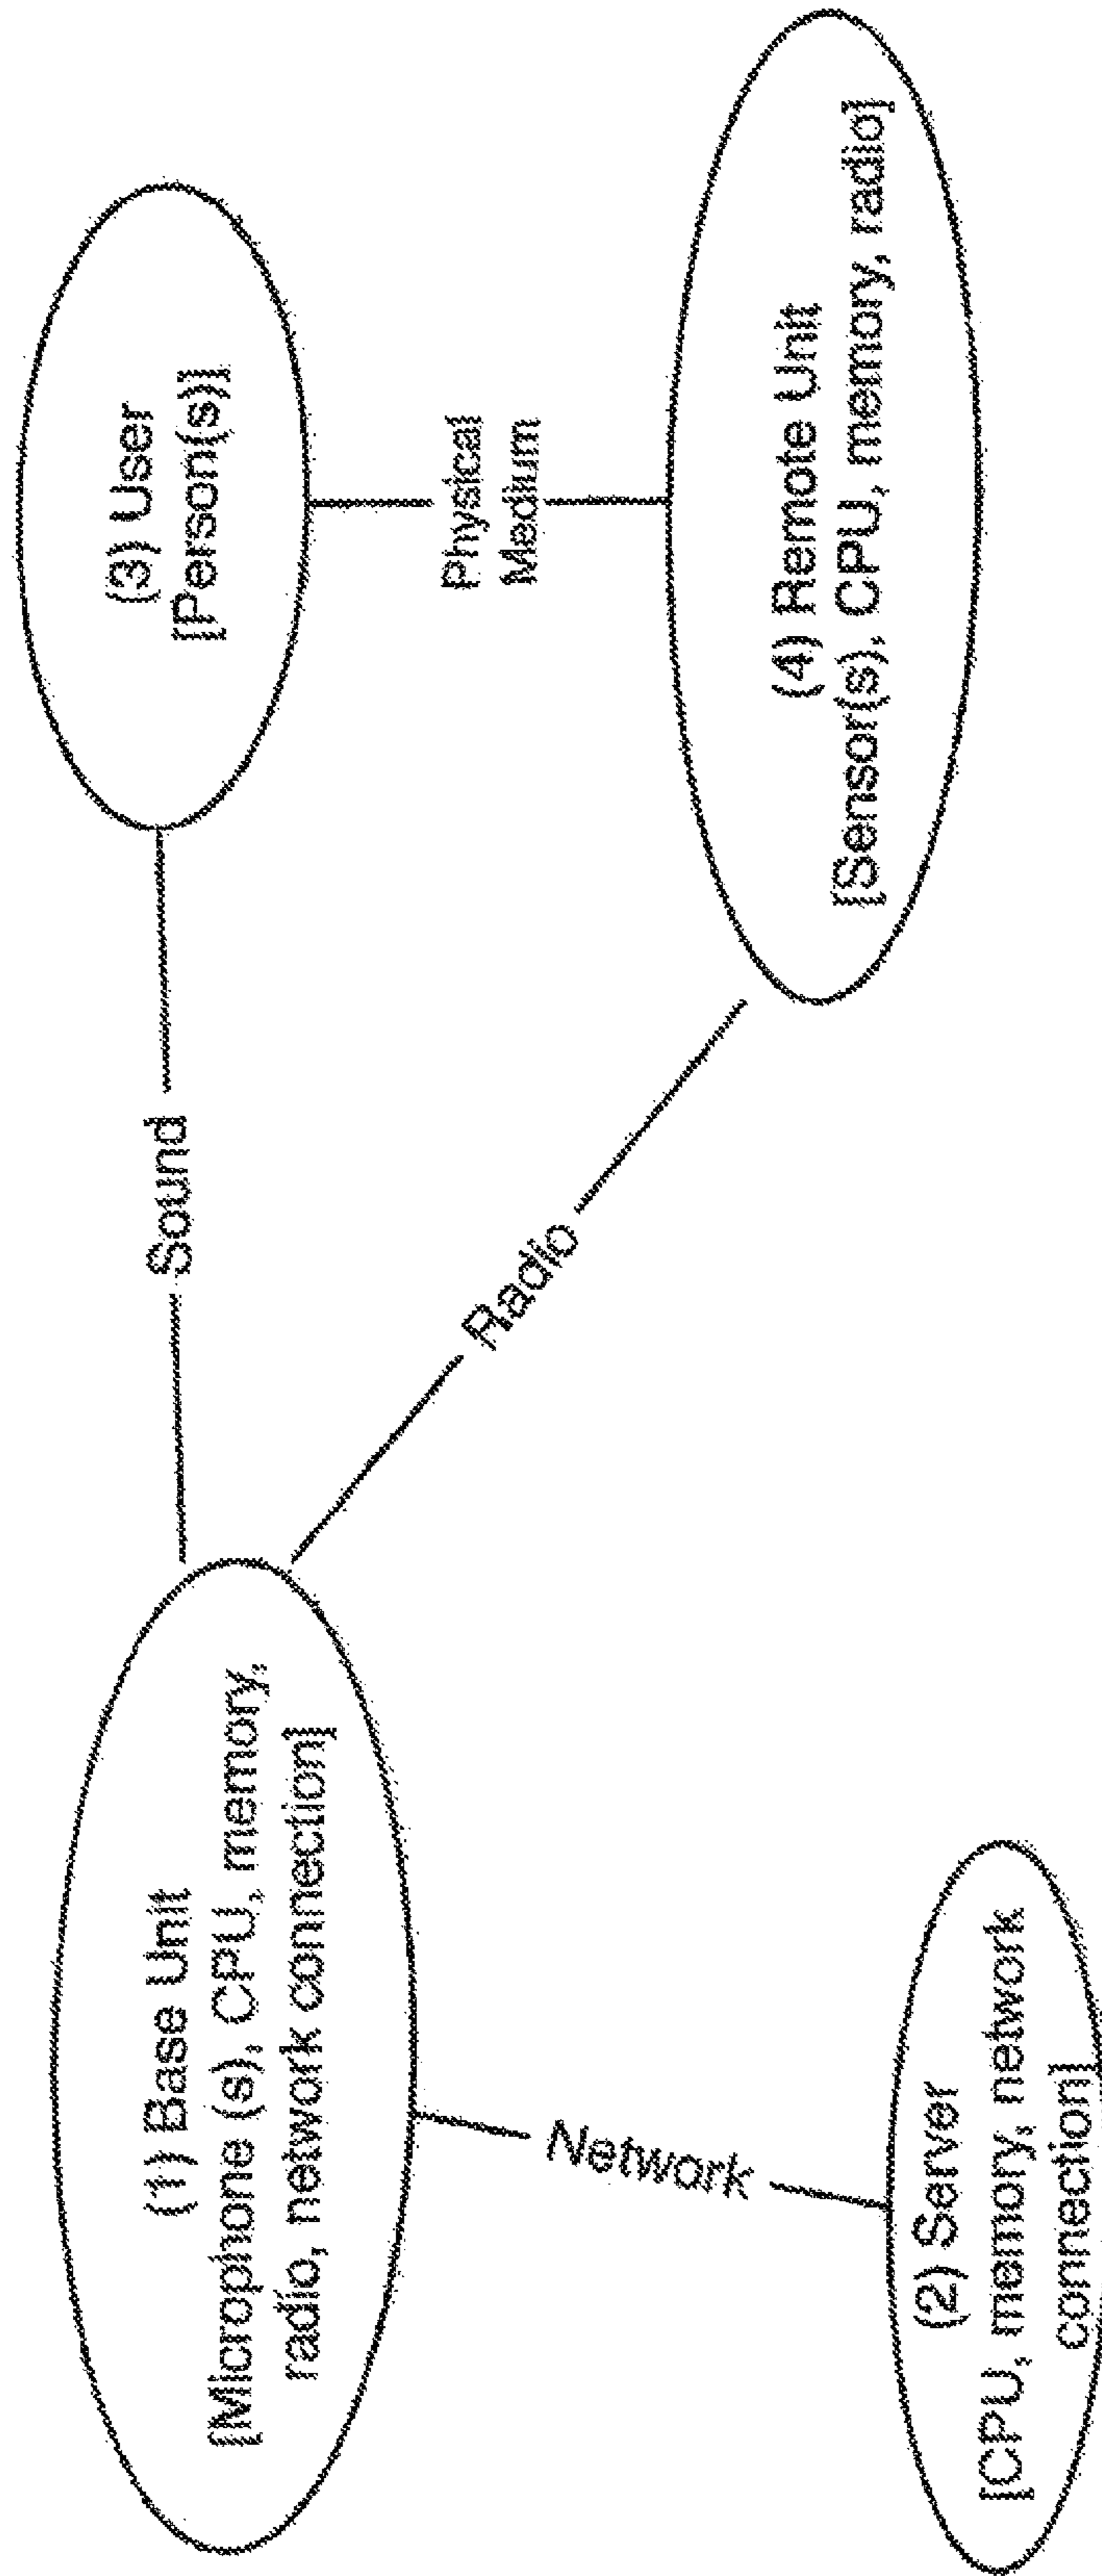 (1) Base Unit
[Microphone (s), CPU, memory,
radio, network connection]
Sound
(3) User
[Person(s)]
Radio
Physical
Medium
Network
(2) Server
[CPU, memory, network
connection]
(4) Remote Unit
[Sensor(s), CPU, memory, radio]